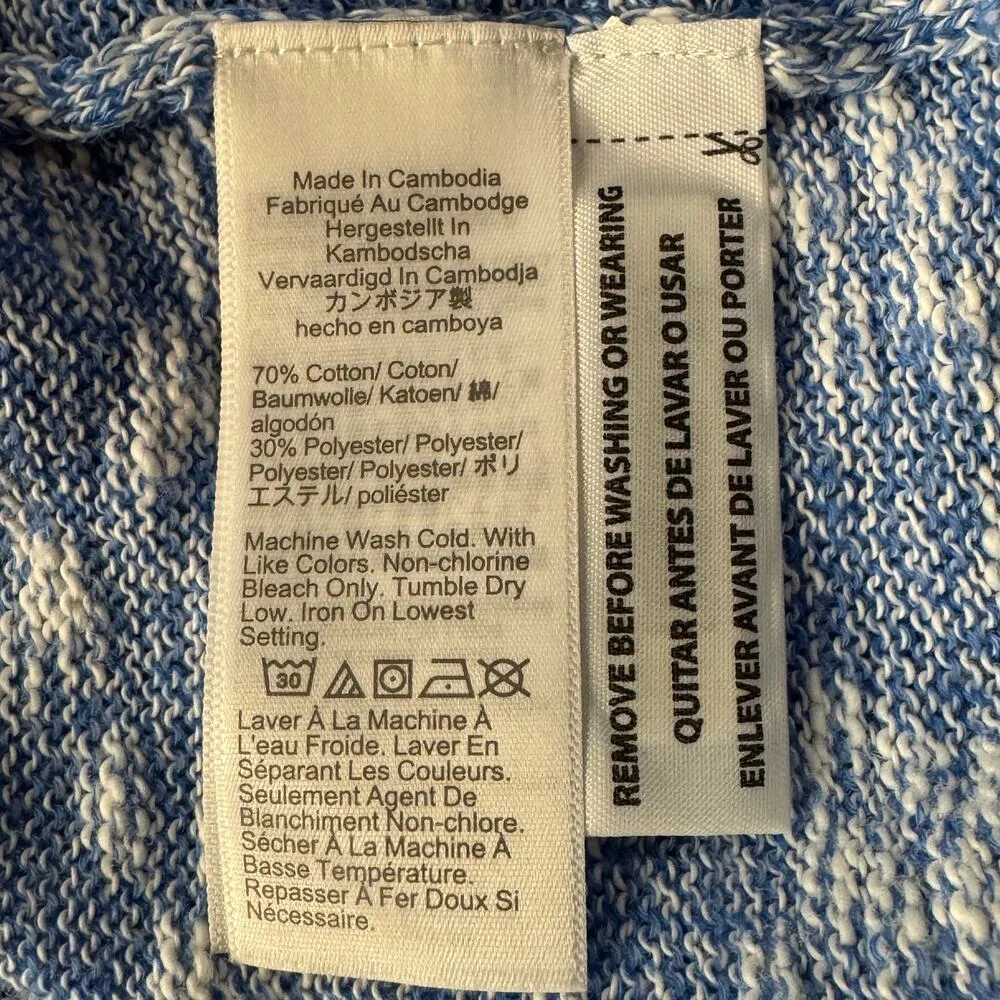 Made In Cambodia
Fabriqué Au Cambodge
Hergestellt In
Kambodscha
Vervaardigd In Cambodja
カンボジア製
hecho en camboya
70% Cotton/ Coton/
Baumwolle/ Katoen/ 綿/
algodón
30% Polyester/ Polyester/
Polyester/ Polyester/ ポリ
エステル/ poliéster
Machine Wash Cold. With
Like Colors. Non-chlorine
Bleach Only. Tumble Dry
Low. Iron On Lowest
Setting.
30
Laver À La Machine À
L'eau Froide. Laver En
Séparant Les Couleurs.
Seulement Agent De
Blanchiment Non-chlore.
Sécher À La Machine À
Basse Température.
Repasser À Fer Doux Si
Nécessaire.
REMOVE BEFORE WASHING OR WEARING
QUITAR ANTES DE LAVAR O USAR
ENLEVER AVANT DE LAVER OU PORTER